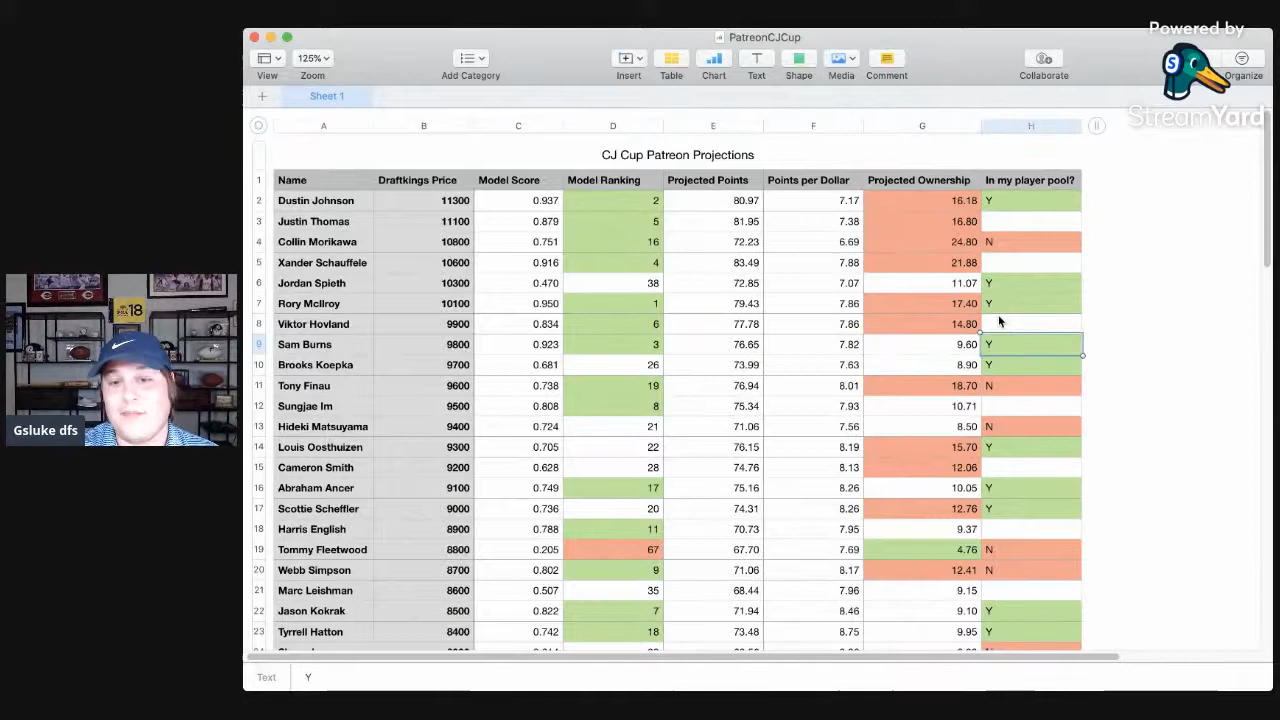 Powered by
StreamYard
PatreonCJCup
125%
View Zoom Add Category Insert Table Chart Text Shape Media Comment Collaborate Organize
Sheet 1
A B C D E F G H
CJ Cup Patreon Projections
1 Name Draftkings Price Model Score Model Ranking Projected Points Points per Dollar Projected Ownership In my player pool?
2 Dustin Johnson 11300 0.937 2 80.97 7.17 16.18 Y
3 Justin Thomas 11100 0.879 5 81.95 7.38 16.80
4 Collin Morikawa 10800 0.751 16 72.23 6.69 24.80 N
5 Xander Schauffele 10600 0.916 4 83.49 7.88 21.88
6 Jordan Spieth 10300 0.470 38 72.85 7.07 11.07 Y
7 Rory McIlroy 10100 0.950 1 79.43 7.86 17.40 Y
8 Viktor Hovland 9900 0.834 6 77.78 7.86 14.80
9 Sam Burns 9800 0.923 3 76.65 7.82 9.60 Y
10 Brooks Koepka 9700 0.681 26 73.99 7.63 8.90 Y
11 Tony Finau 9600 0.738 19 76.94 8.01 18.70 N
12 Sungjae Im 9500 0.808 8 75.34 7.93 10.71
13 Hideki Matsuyama 9400 0.724 21 71.06 7.56 8.50 N
14 Louis Oosthuizen 9300 0.705 22 76.15 8.19 15.70 Y
15 Cameron Smith 9200 0.628 28 74.76 8.13 12.06
16 Abraham Ancer 9100 0.749 17 75.16 8.26 10.05 Y
17 Scottie Scheffler 9000 0.736 20 74.31 8.26 12.76 Y
18 Harris English 8900 0.788 11 70.73 7.95 9.37
19 Tommy Fleetwood 8800 0.205 67 67.70 7.69 4.76 N
20 Webb Simpson 8700 0.802 9 71.06 8.17 12.41 N
21 Marc Leishman 8600 0.507 35 68.44 7.96 9.15
22 Jason Kokrak 8500 0.822 7 71.94 8.46 9.10 Y
23 Tyrrell Hatton 8400 0.742 18 73.48 8.75 9.95 Y
Text Y
18
Gsluke dfs